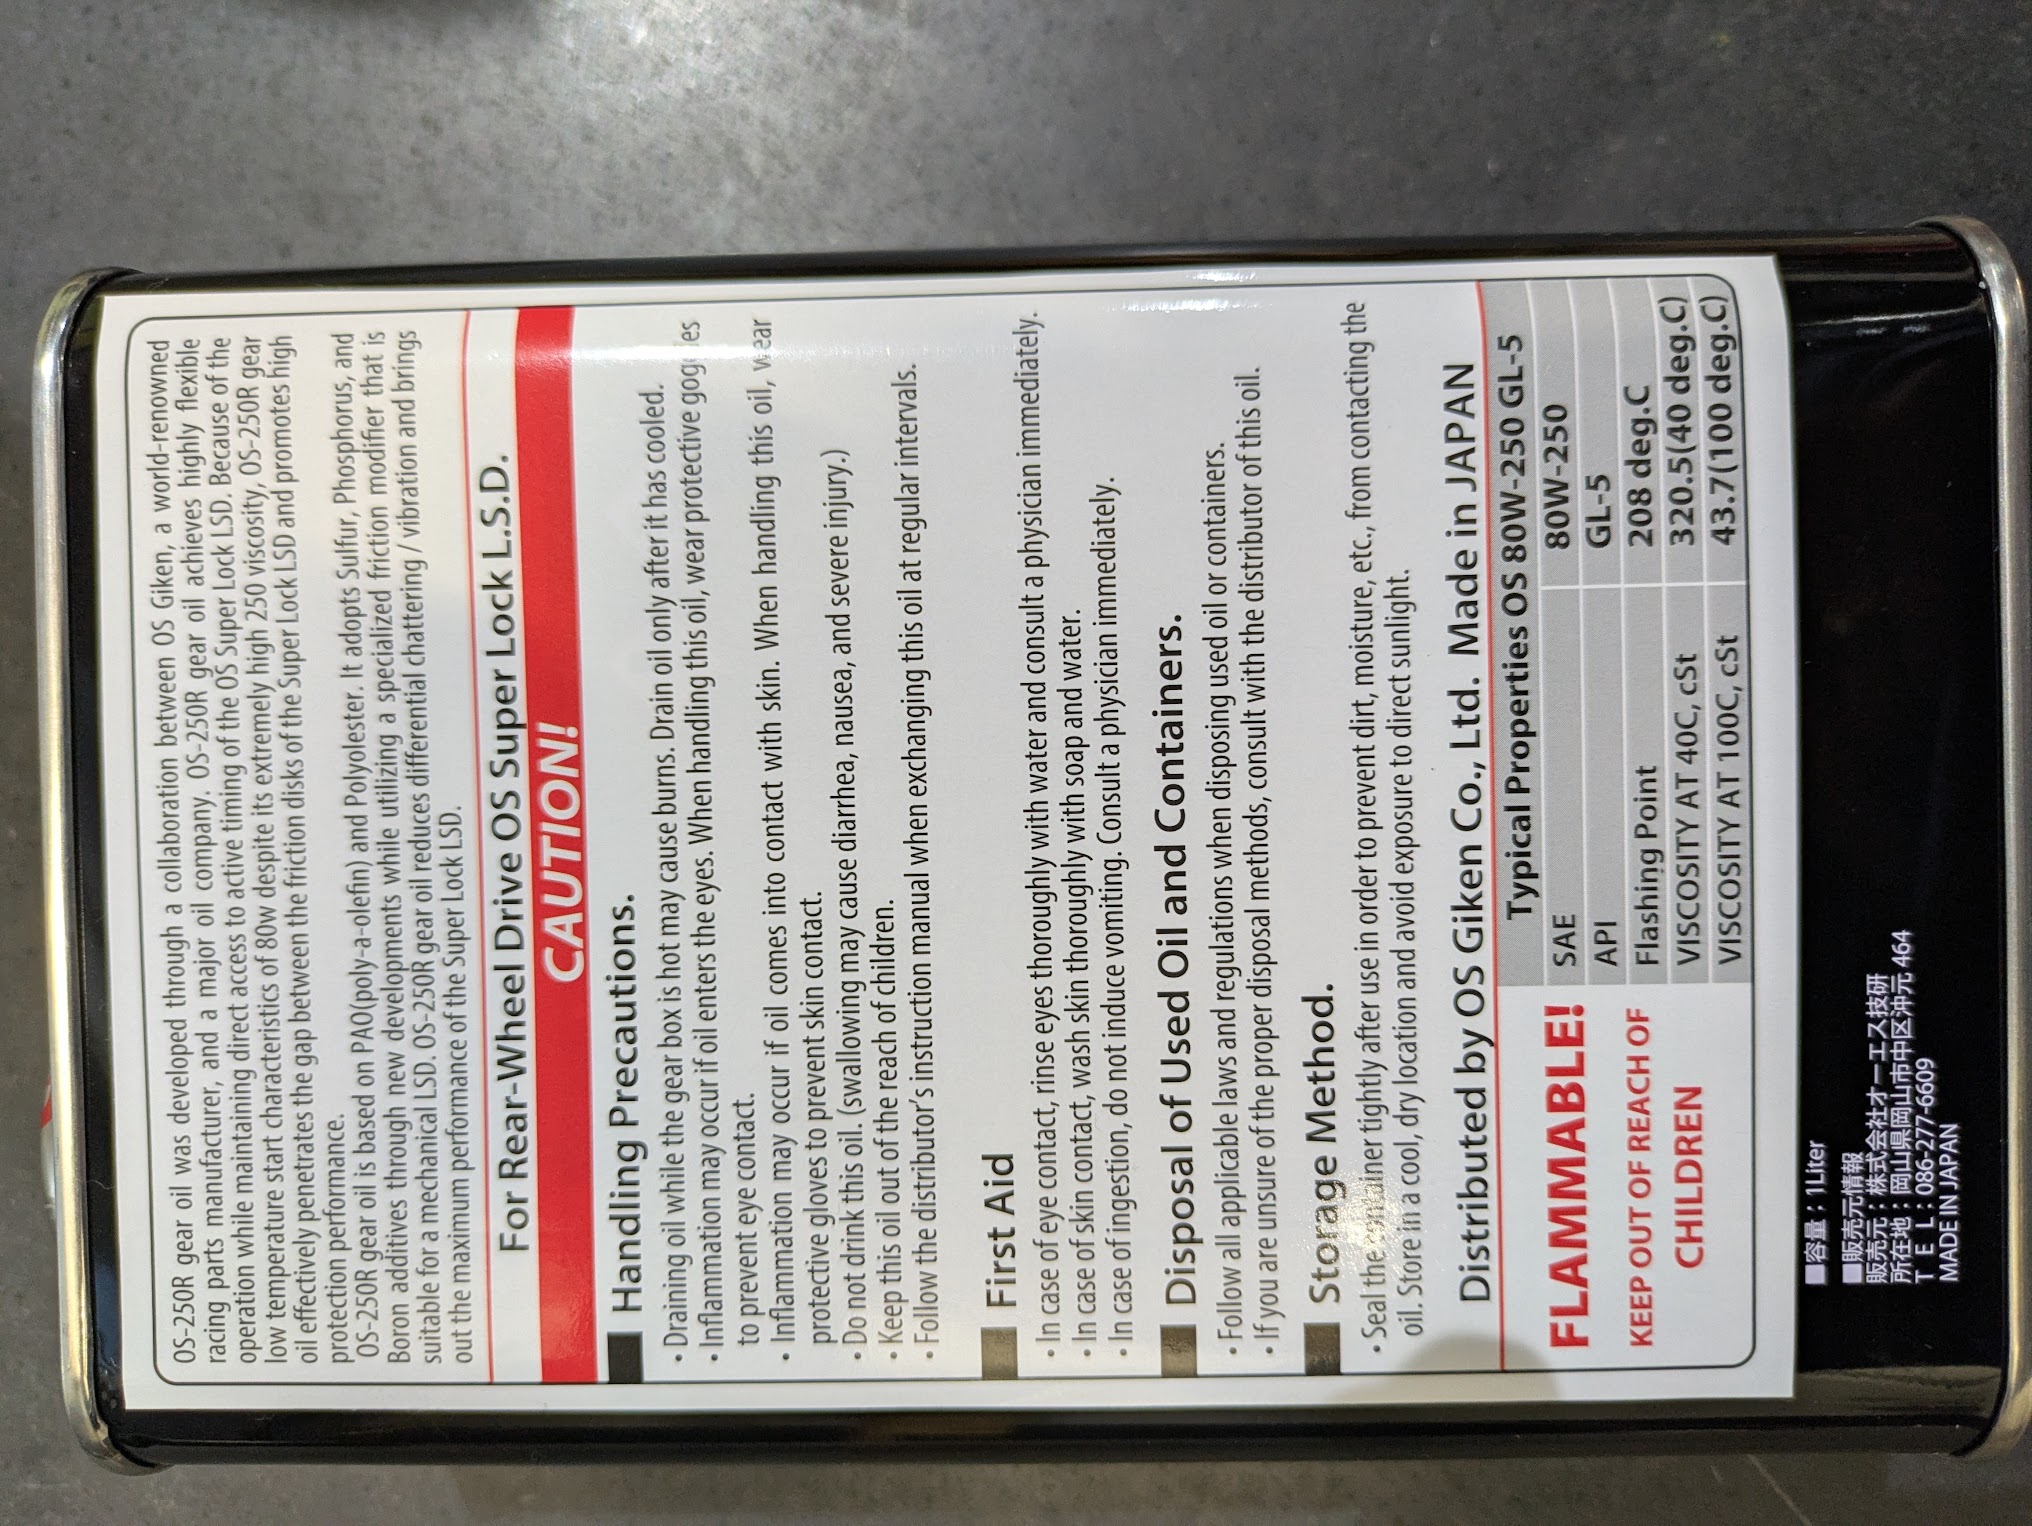 OS-250R gear oil was developed through a collaboration between OS Giken, a world-renowned
racing parts manufacturer, and a major oil company. OS-250R gear oil achieves highly flexible
operation while maintaining direct access to active timing of the OS Super Lock LSD. Because of the
low temperature start characteristics of 80w despite its extremely high 250 viscosity, OS-250R gear
oil effectively penetrates the gap between the friction disks of the Super Lock LSD and promotes high
protection performance.
OS-250R gear oil is based on PAO(poly-a-olefin) and Polyolester. It adopts Sulfur, Phosphorus, and
Boron additives through new developments while utilizing a specialized friction modifier that is
suitable for a mechanical LSD. OS-250R gear oil reduces differential chattering / vibration and brings
out the maximum performance of the Super Lock LSD.
For Rear-Wheel Drive OS Super Lock L.S.D.
CAUTION!
■ Handling Precautions.
・Draining oil while the gear box is hot may cause burns. Drain oil only after it has cooled.
・Inflammation may occur if oil enters the eyes. When handling this oil, wear protective goggles
to prevent eye contact.
・Inflammation may occur if oil comes into contact with skin. When handling this oil, wear
protective gloves to prevent skin contact.
・Do not drink this oil. (swallowing may cause diarrhea, nausea, and severe injury.)
・Keep this oil out of the reach of children.
・Follow the distributor's instruction manual when exchanging this oil at regular intervals.
■ First Aid
・In case of eye contact, rinse eyes thoroughly with water and consult a physician immediately.
・In case of skin contact, wash skin thoroughly with soap and water.
・In case of ingestion, do not induce vomiting. Consult a physician immediately.
■ Disposal of Used Oil and Containers.
・Follow all applicable laws and regulations when disposing used oil or containers.
・If you are unsure of the proper disposal methods, consult with the distributor of this oil.
■ Storage Method.
・Seal the container tightly after use in order to prevent dirt, moisture, etc., from contacting the
oil. Store in a cool, dry location and avoid exposure to direct sunlight.
Distributed by OS Giken Co., Ltd. Made in JAPAN
FLAMMABLE!
KEEP OUT OF REACH OF
CHILDREN
Typical Properties OS 80W-250 GL-5
SAE 80W-250
API GL-5
Flashing Point 208 deg.C
VISCOSITY AT 40C, cSt 320.5(40 deg.C)
VISCOSITY AT 100C, cSt 43.7(100 deg.C)
■容量：1Liter
■販売元情報
販売元：株式会社オーエス技研
所在地：岡山県岡山市中区沖元464
T E L：086-277-6609
MADE IN JAPAN